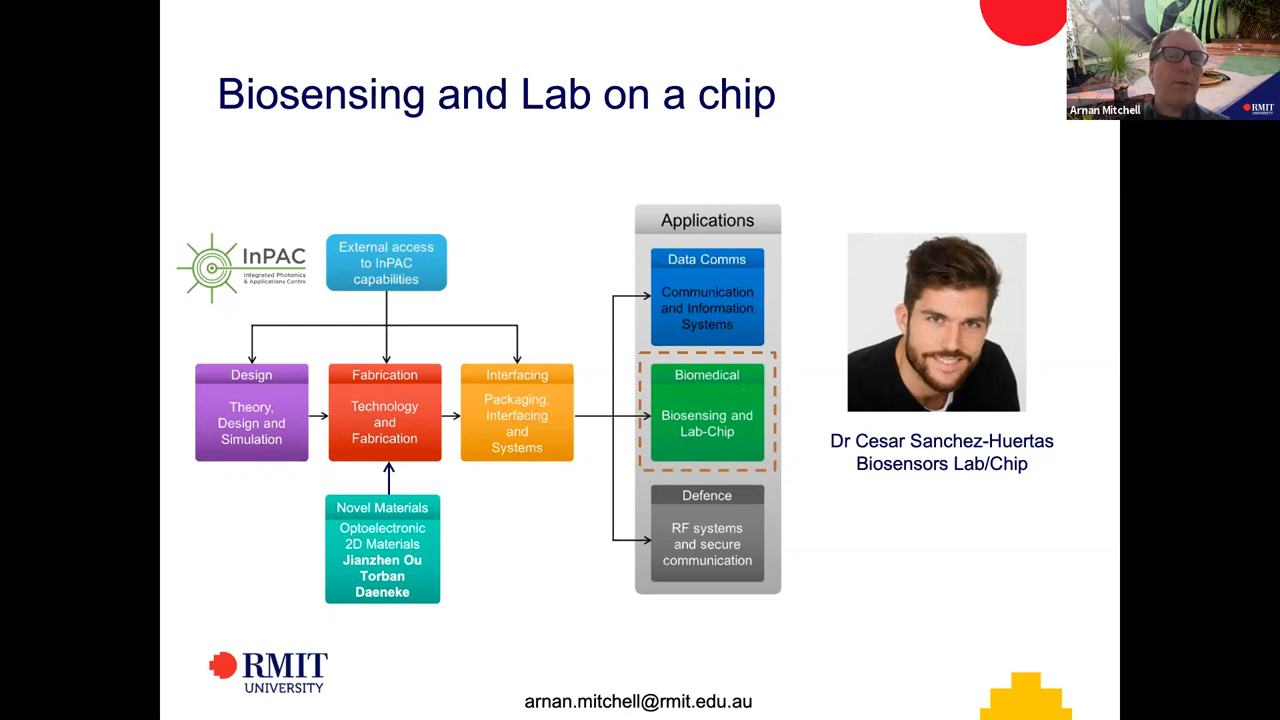 Biosensing and Lab on a chip
Arnan Mitchell
RMIT
UNIVERSITY
InPAC
Integrated Photonics
& Applications Centre
External access
to InPAC
capabilities
Design
Theory,
Design and
Simulation
Fabrication
Technology
and
Fabrication
Interfacing
Packaging,
Interfacing
and
Systems
Novel Materials
Optoelectronic
2D Materials
Jianzhen Ou
Torban
Daeneke
Applications
Data Comms
Communication
and Information
Systems
Biomedical
Biosensing and
Lab-Chip
Defence
RF systems
and secure
communication
Dr Cesar Sanchez-Huertas
Biosensors Lab/Chip
RMIT
UNIVERSITY
arnan.mitchell@rmit.edu.au